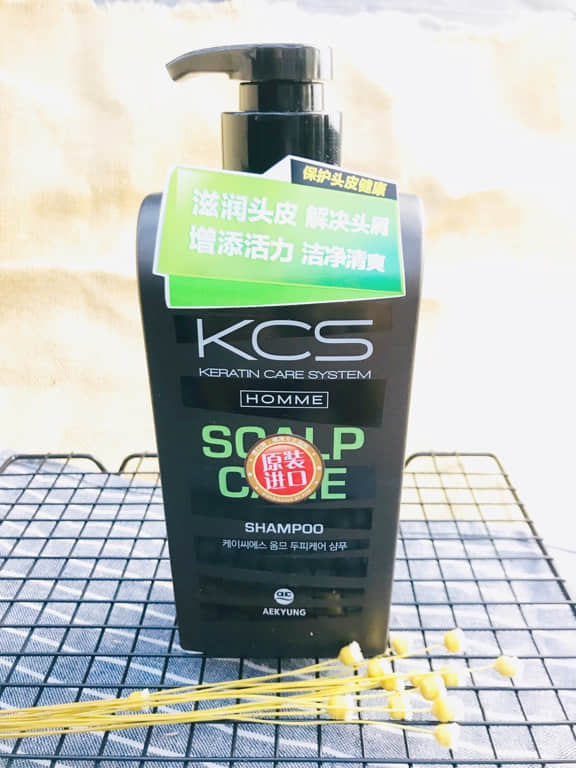 保护头皮健康
滋润头皮 解决头屑
增添活力 洁净清爽
KCS
KERATIN CARE SYSTEM
HOMME
SCALP
CARE
原装
进口
SHAMPOO
케이씨에스 옴므 두피케어 샴푸
AEKYUNG